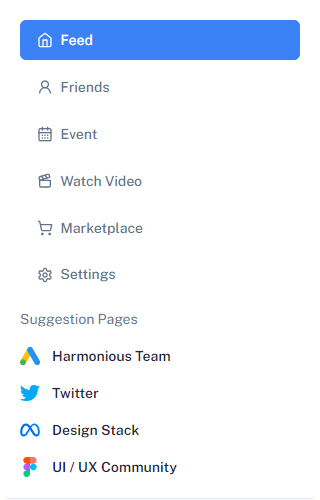 Feed
Friends
Event
Watch Video
Marketplace
Settings
Suggestion Pages
Harmonious Team
Twitter
Design Stack
UI / UX Community